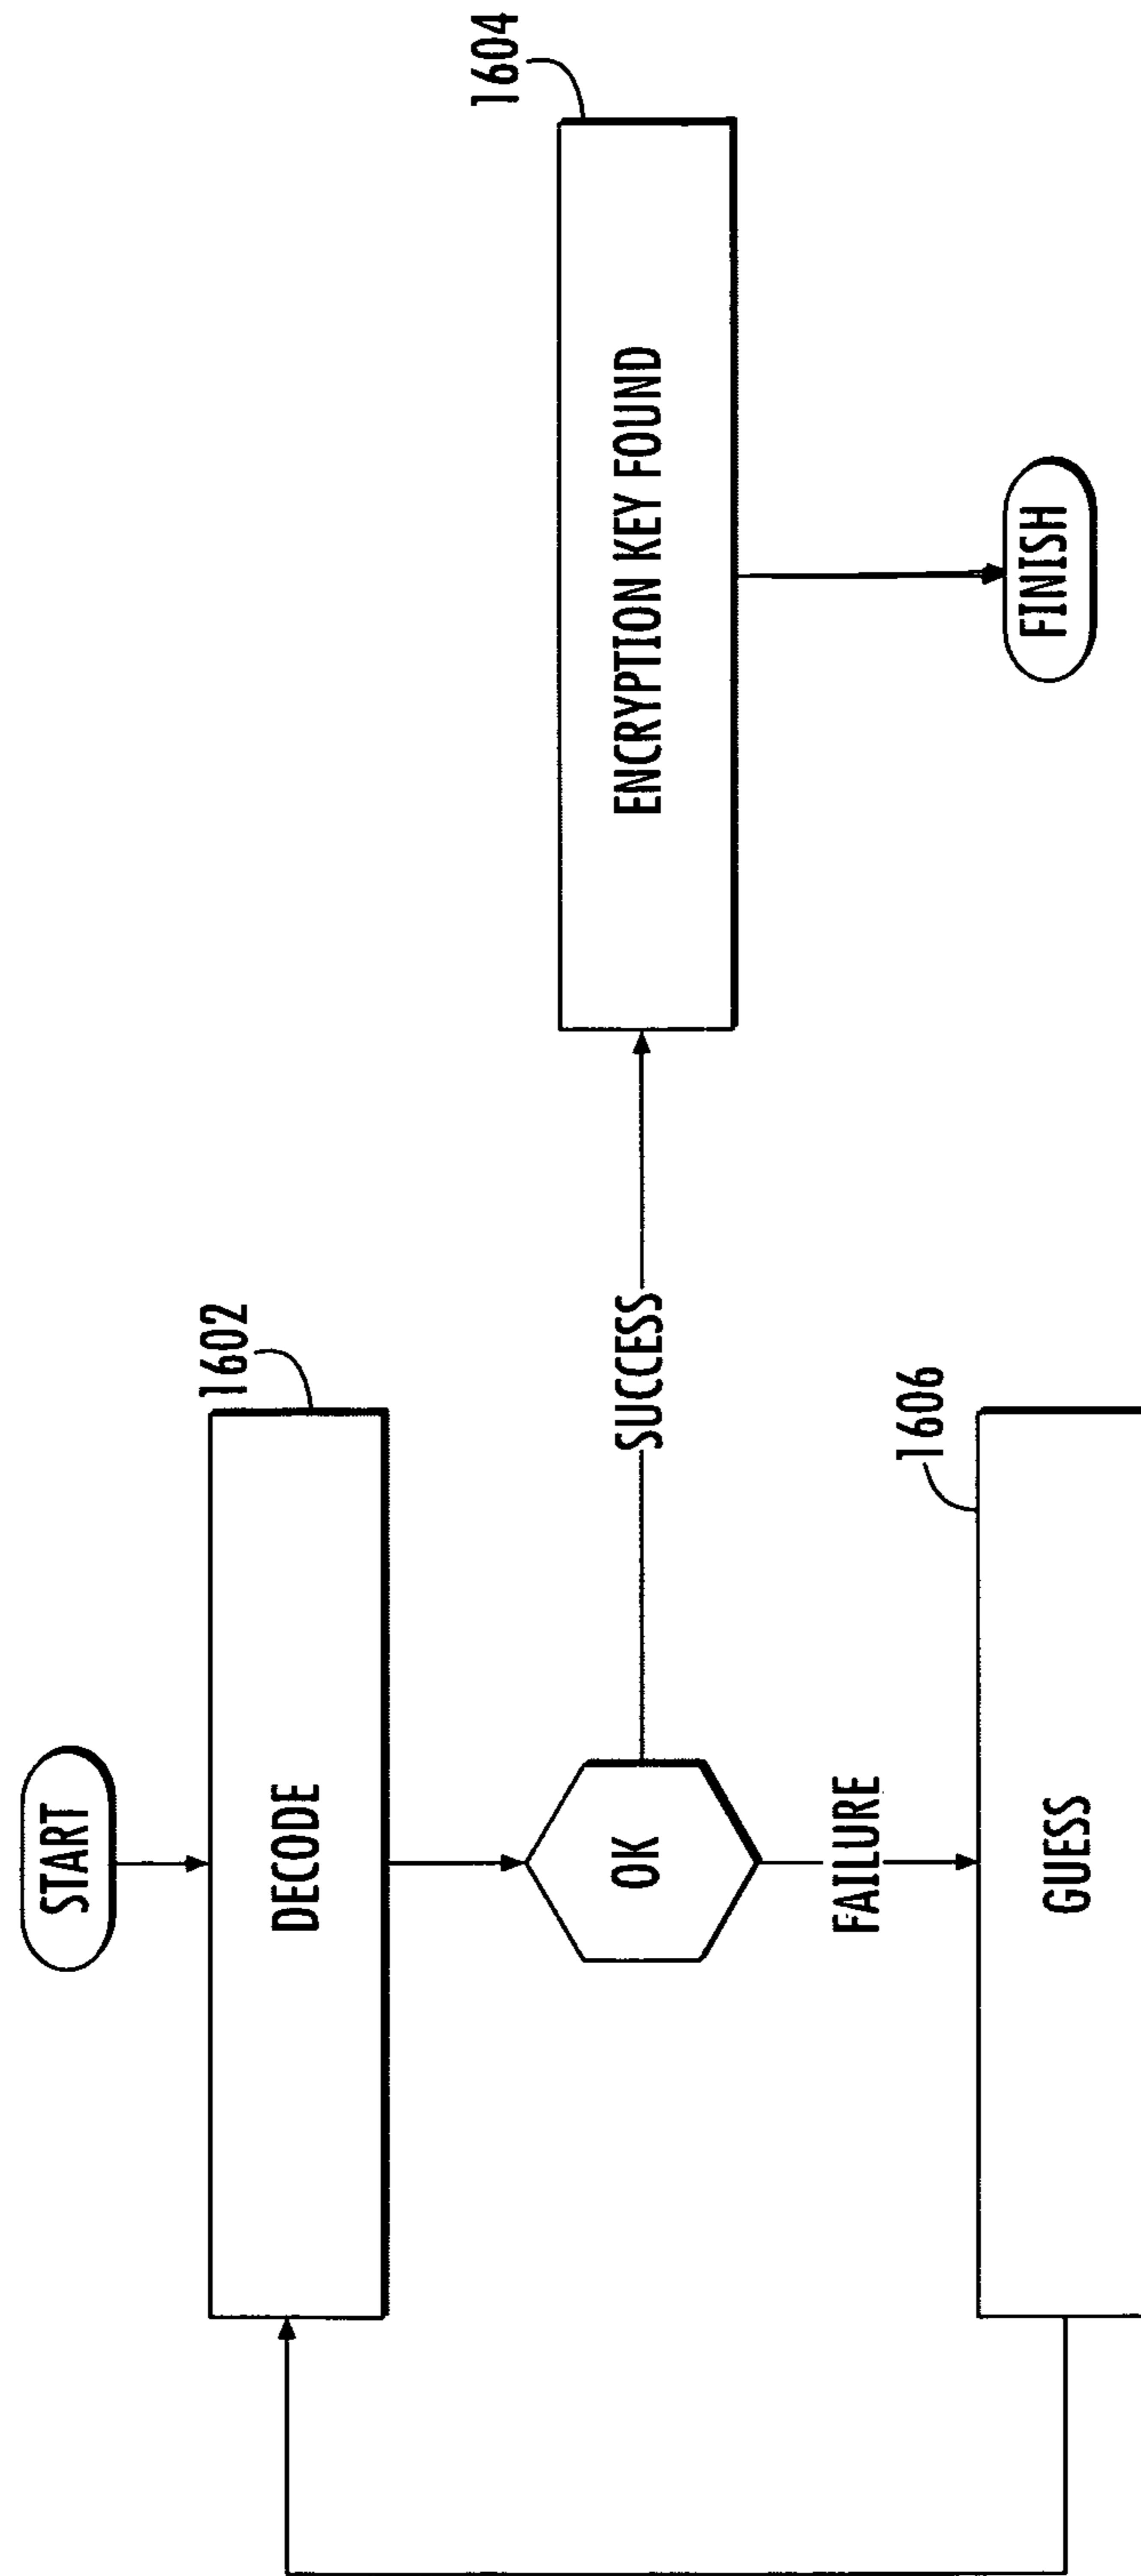 START
1602
DECODE
OK
SUCCESS
1604
ENCRYPTION KEY FOUND
FINISH
FAILURE
1606
GUESS